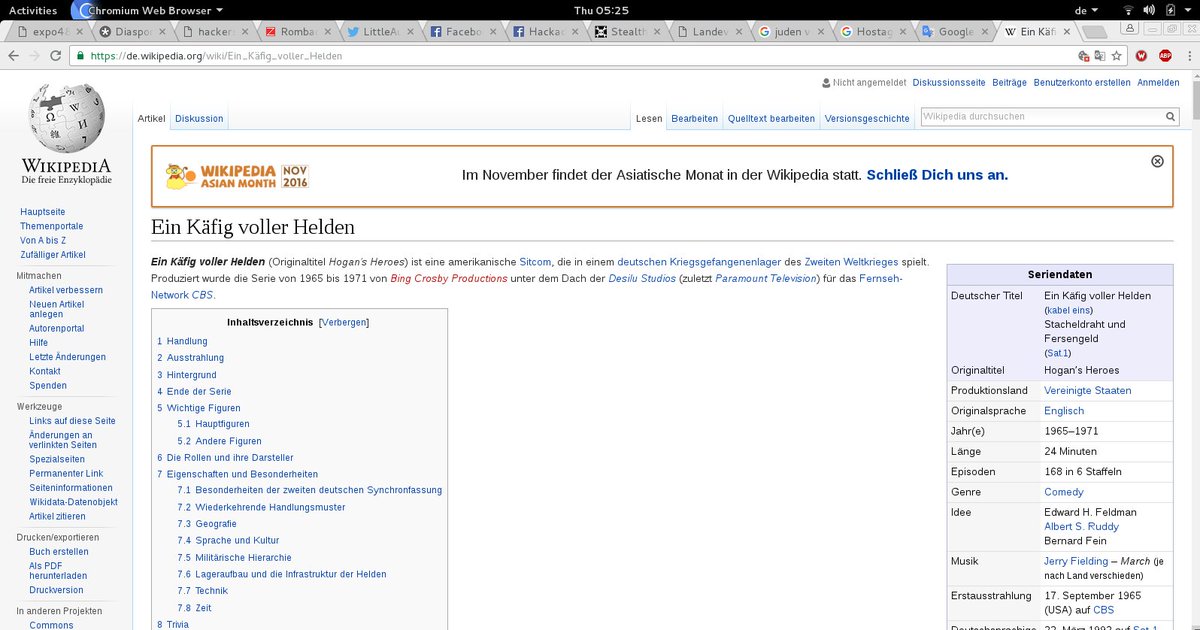 Activities Chromium Web Browser Thu 05:25 de
expo48 Diaspor hackers Romba LittleAu Facebo Hackad Stealth Landev juden v Hostag Google Ein Käfi
https://de.wikipedia.org/wiki/Ein_Käfig_voller_Helden
Nicht angemeldet Diskussionsseite Beiträge Benutzerkonto erstellen Anmelden
Artikel Diskussion Lesen Bearbeiten Quelltext bearbeiten Versionsgeschichte Wikipedia durchsuchen
WIKIPEDIA
Die freie Enzyklopädie
Hauptseite
Themenportale
Von A bis Z
Zufälliger Artikel
Mitmachen
Artikel verbessern
Neuen Artikel
anlegen
Autorenportal
Hilfe
Letzte Änderungen
Kontakt
Spenden
Werkzeuge
Links auf diese Seite
Änderungen an
verlinkten Seiten
Spezialseiten
Permanenter Link
Seiteninformationen
Wikidata-Datenobjekt
Artikel zitieren
Drucken/exportieren
Buch erstellen
Als PDF
herunterladen
Druckversion
In anderen Projekten
Commons
WIKIPEDIA NOV
ASIAN MONTH 2016
Im November findet der Asiatische Monat in der Wikipedia statt. Schließ Dich uns an.
Ein Käfig voller Helden
Ein Käfig voller Helden (Originaltitel Hogan's Heroes) ist eine amerikanische Sitcom, die in einem deutschen Kriegsgefangenenlager des Zweiten Weltkrieges spielt.
Produziert wurde die Serie von 1965 bis 1971 von Bing Crosby Productions unter dem Dach der Desilu Studios (zuletzt Paramount Television) für das Fernseh-
Network CBS.
Inhaltsverzeichnis [Verbergen]
1 Handlung
2 Ausstrahlung
3 Hintergrund
4 Ende der Serie
5 Wichtige Figuren
5.1 Hauptfiguren
5.2 Andere Figuren
6 Die Rollen und ihre Darsteller
7 Eigenschaften und Besonderheiten
7.1 Besonderheiten der zweiten deutschen Synchronfassung
7.2 Wiederkehrende Handlungsmuster
7.3 Geografie
7.4 Sprache und Kultur
7.5 Militärische Hierarchie
7.6 Lageraufbau und die Infrastruktur der Helden
7.7 Technik
7.8 Zeit
8 Trivia
Seriendaten
Deutscher Titel Ein Käfig voller Helden
(kabel eins)
Stacheldraht und
Fersengeld
(Sat.1)
Originaltitel Hogan's Heroes
Produktionsland Vereinigte Staaten
Originalsprache Englisch
Jahr(e) 1965–1971
Länge 24 Minuten
Episoden 168 in 6 Staffeln
Genre Comedy
Idee Edward H. Feldman
Albert S. Ruddy
Bernard Fein
Musik Jerry Fielding – March (je
nach Land verschieden)
Erstausstrahlung 17. September 1965
(USA) auf CBS
Deutschsprachige 22. März 1992 auf Sat.1